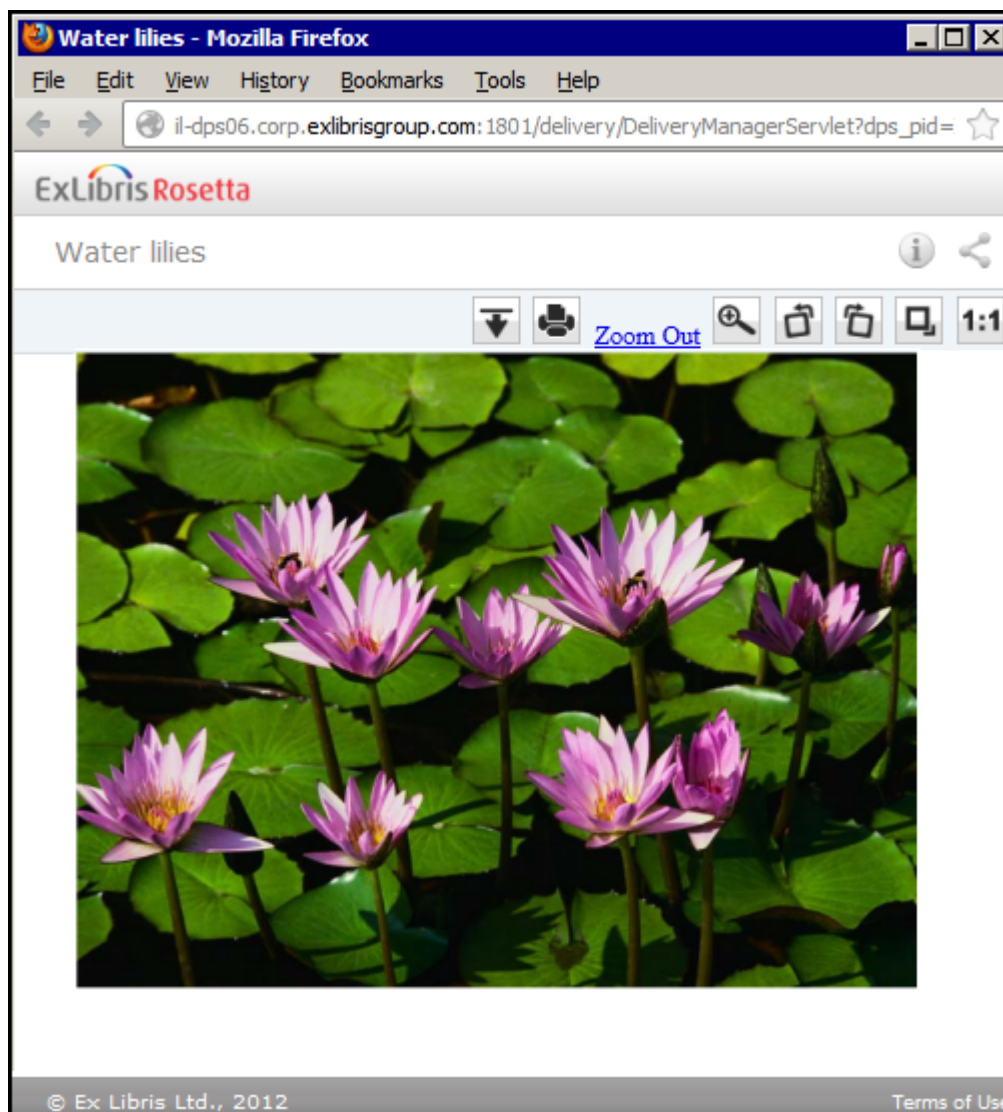 Water lilies - Mozilla Firefox
File Edit View History Bookmarks Tools Help
il-dps06.corp.exlibrisgroup.com:1801/delivery/DeliveryManagerServlet?dps_pid=
ExLibris Rosetta
Water lilies
Zoom Out 1:1
© Ex Libris Ltd., 2012 Terms of Use